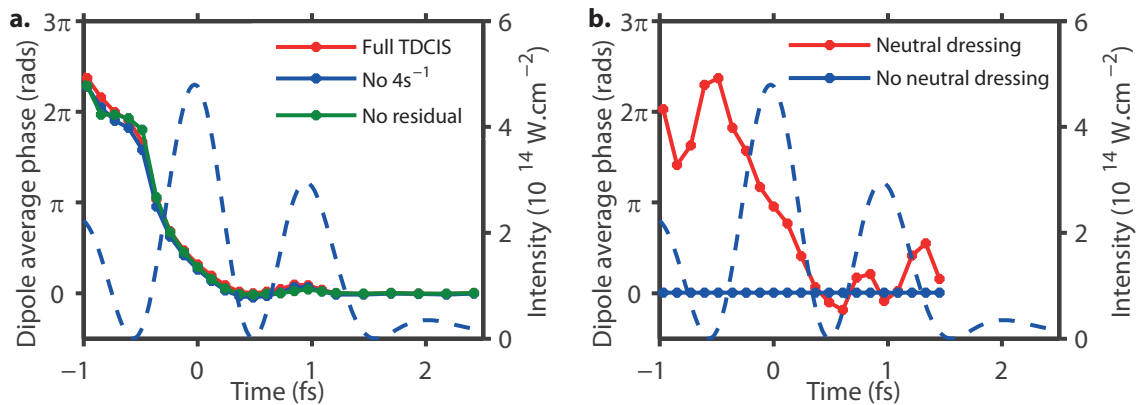 a.
Dipole average phase (rads)
3π
2π
π
0
Full TDCIS
No 4s⁻¹
No residual
6
4
2
0
Intensity (10 ¹⁴ W.cm⁻²)
−1
0
1
2
Time (fs)
b.
Dipole average phase (rads)
3π
2π
π
0
Neutral dressing
No neutral dressing
6
4
2
0
Intensity (10 ¹⁴ W.cm⁻²)
−1
0
1
2
Time (fs)